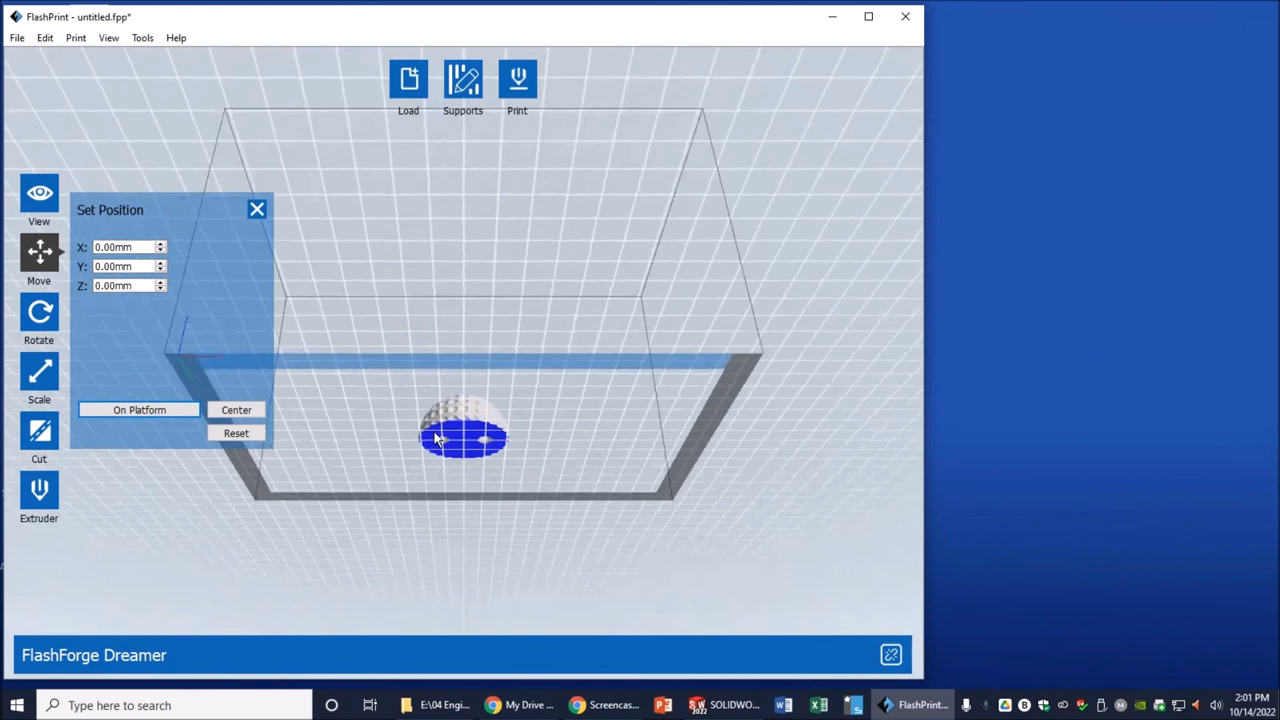 FlashPrint - untitled.fpp*
File Edit Print View Tools Help
Load Supports Print
View
Set Position
X: 0.00mm
Y: 0.00mm
Z: 0.00mm
Move
Rotate
Scale
On Platform Center
Reset
Cut
Extruder
FlashForge Dreamer
Type here to search
E:\04 Engi...
My Drive ...
Screencas...
SOLIDWO...
FlashPrint...
2:01 PM
10/14/2022